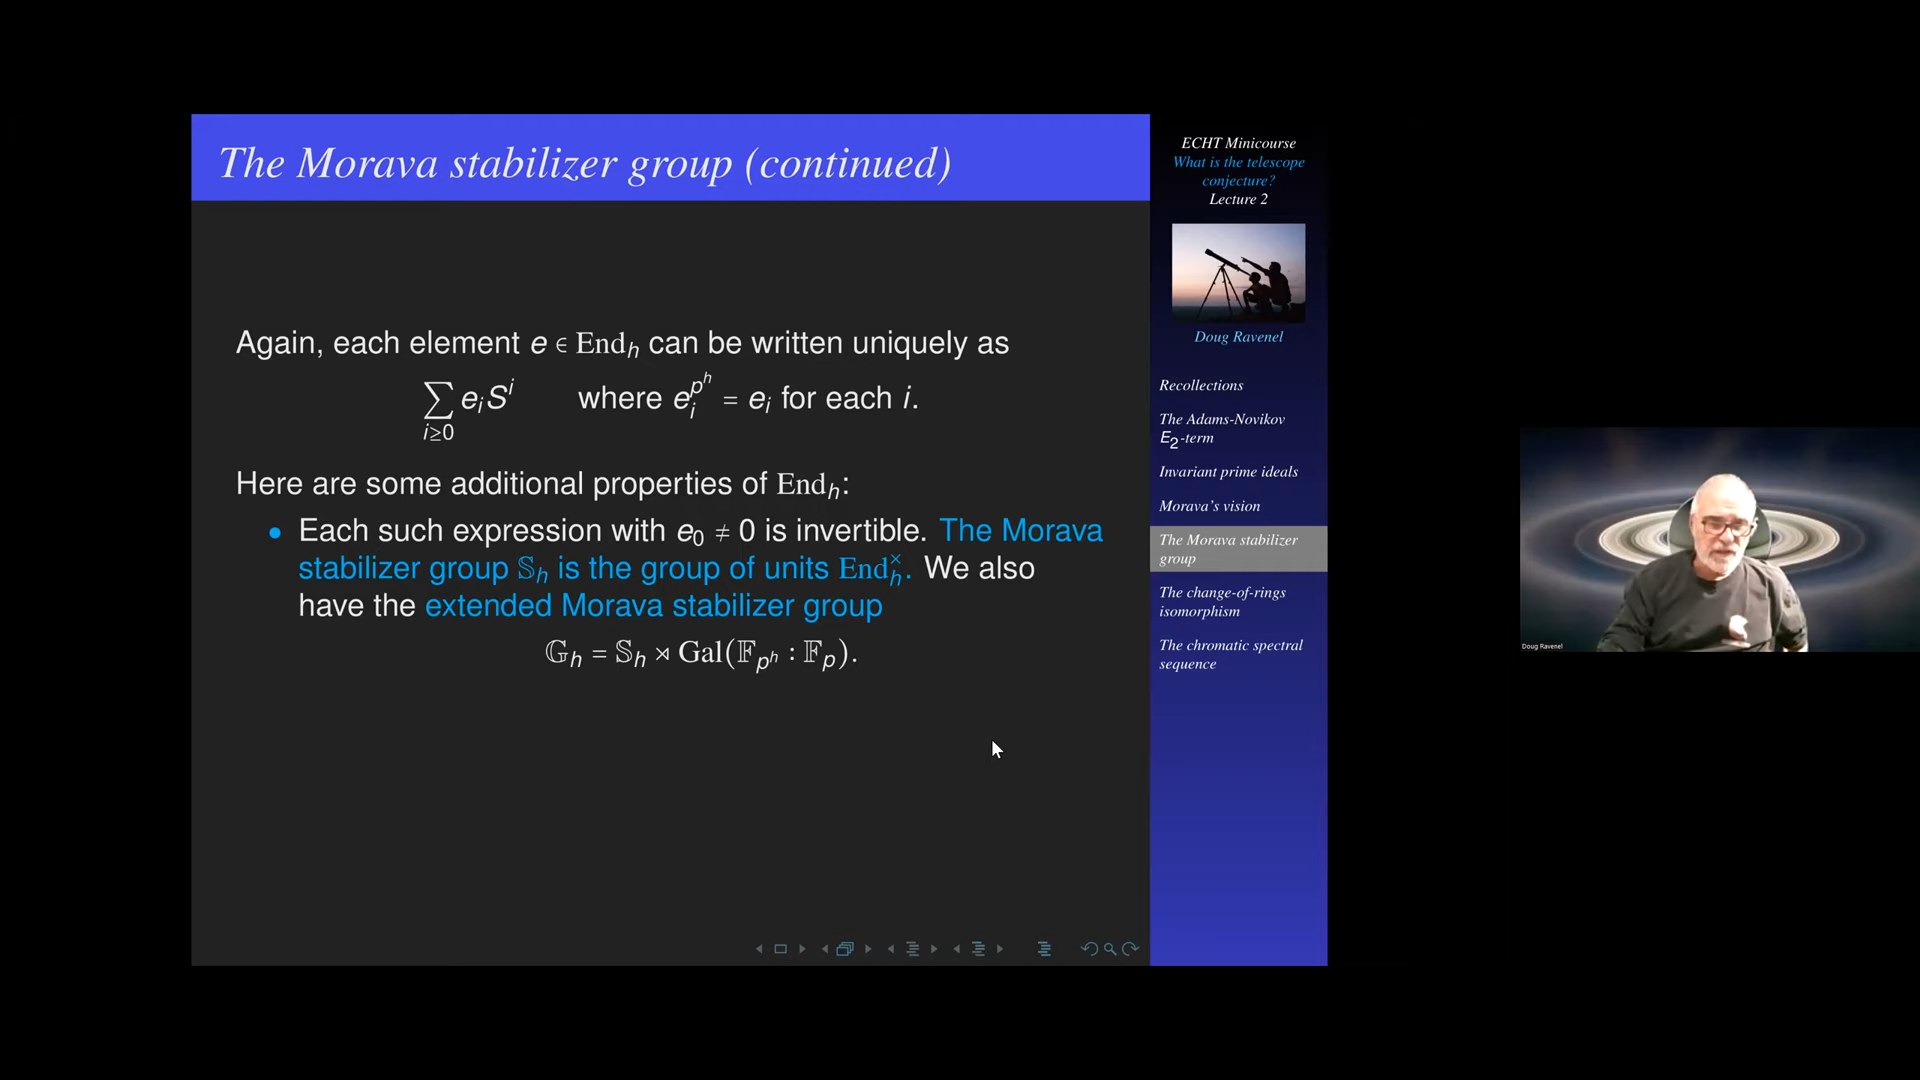 The Morava stabilizer group (continued)
Again, each element e ∈ End_h can be written uniquely as
∑_{i≥0} e_i S^i where e_i^{p^h} = e_i for each i.
Here are some additional properties of End_h:
• Each such expression with e_0 ≠ 0 is invertible. The Morava
stabilizer group 𝕊_h is the group of units End_h^×. We also
have the extended Morava stabilizer group
𝔾_h = 𝕊_h ⋊ Gal(𝔽_{p^h} : 𝔽_p).
ECHT Minicourse
What is the telescope
conjecture?
Lecture 2
Doug Ravenel
Recollections
The Adams-Novikov
E_2-term
Invariant prime ideals
Morava's vision
The Morava stabilizer
group
The change-of-rings
isomorphism
The chromatic spectral
sequence
Doug Ravenel